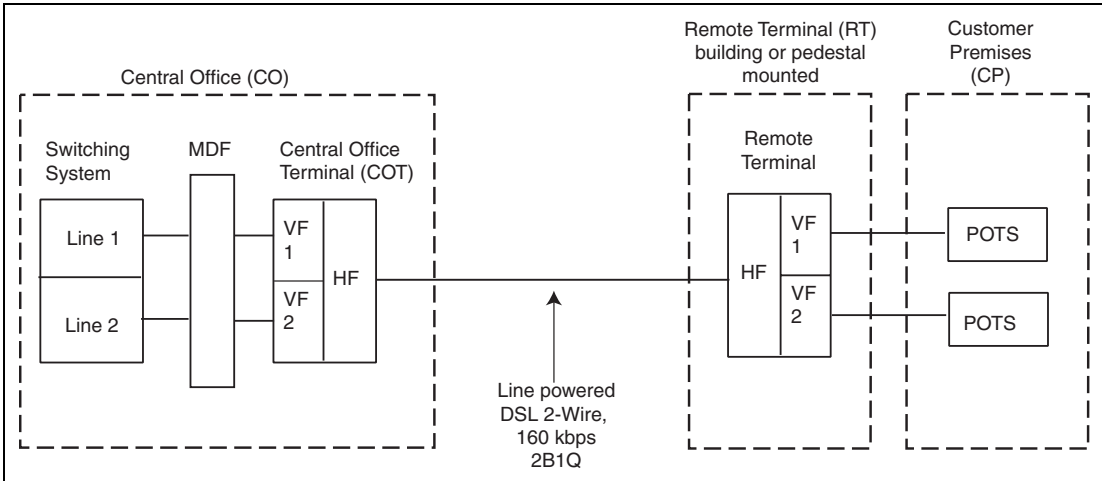 Central Office (CO)
Switching
System
MDF
Central Office
Terminal (COT)
Line 1
Line 2
VF
1
VF
2
HF
Line powered
DSL 2-Wire,
160 kbps
2B1Q
Remote Terminal (RT)
building or pedestal
mounted
Remote
Terminal
HF
VF
1
VF
2
Customer
Premises
(CP)
POTS
POTS